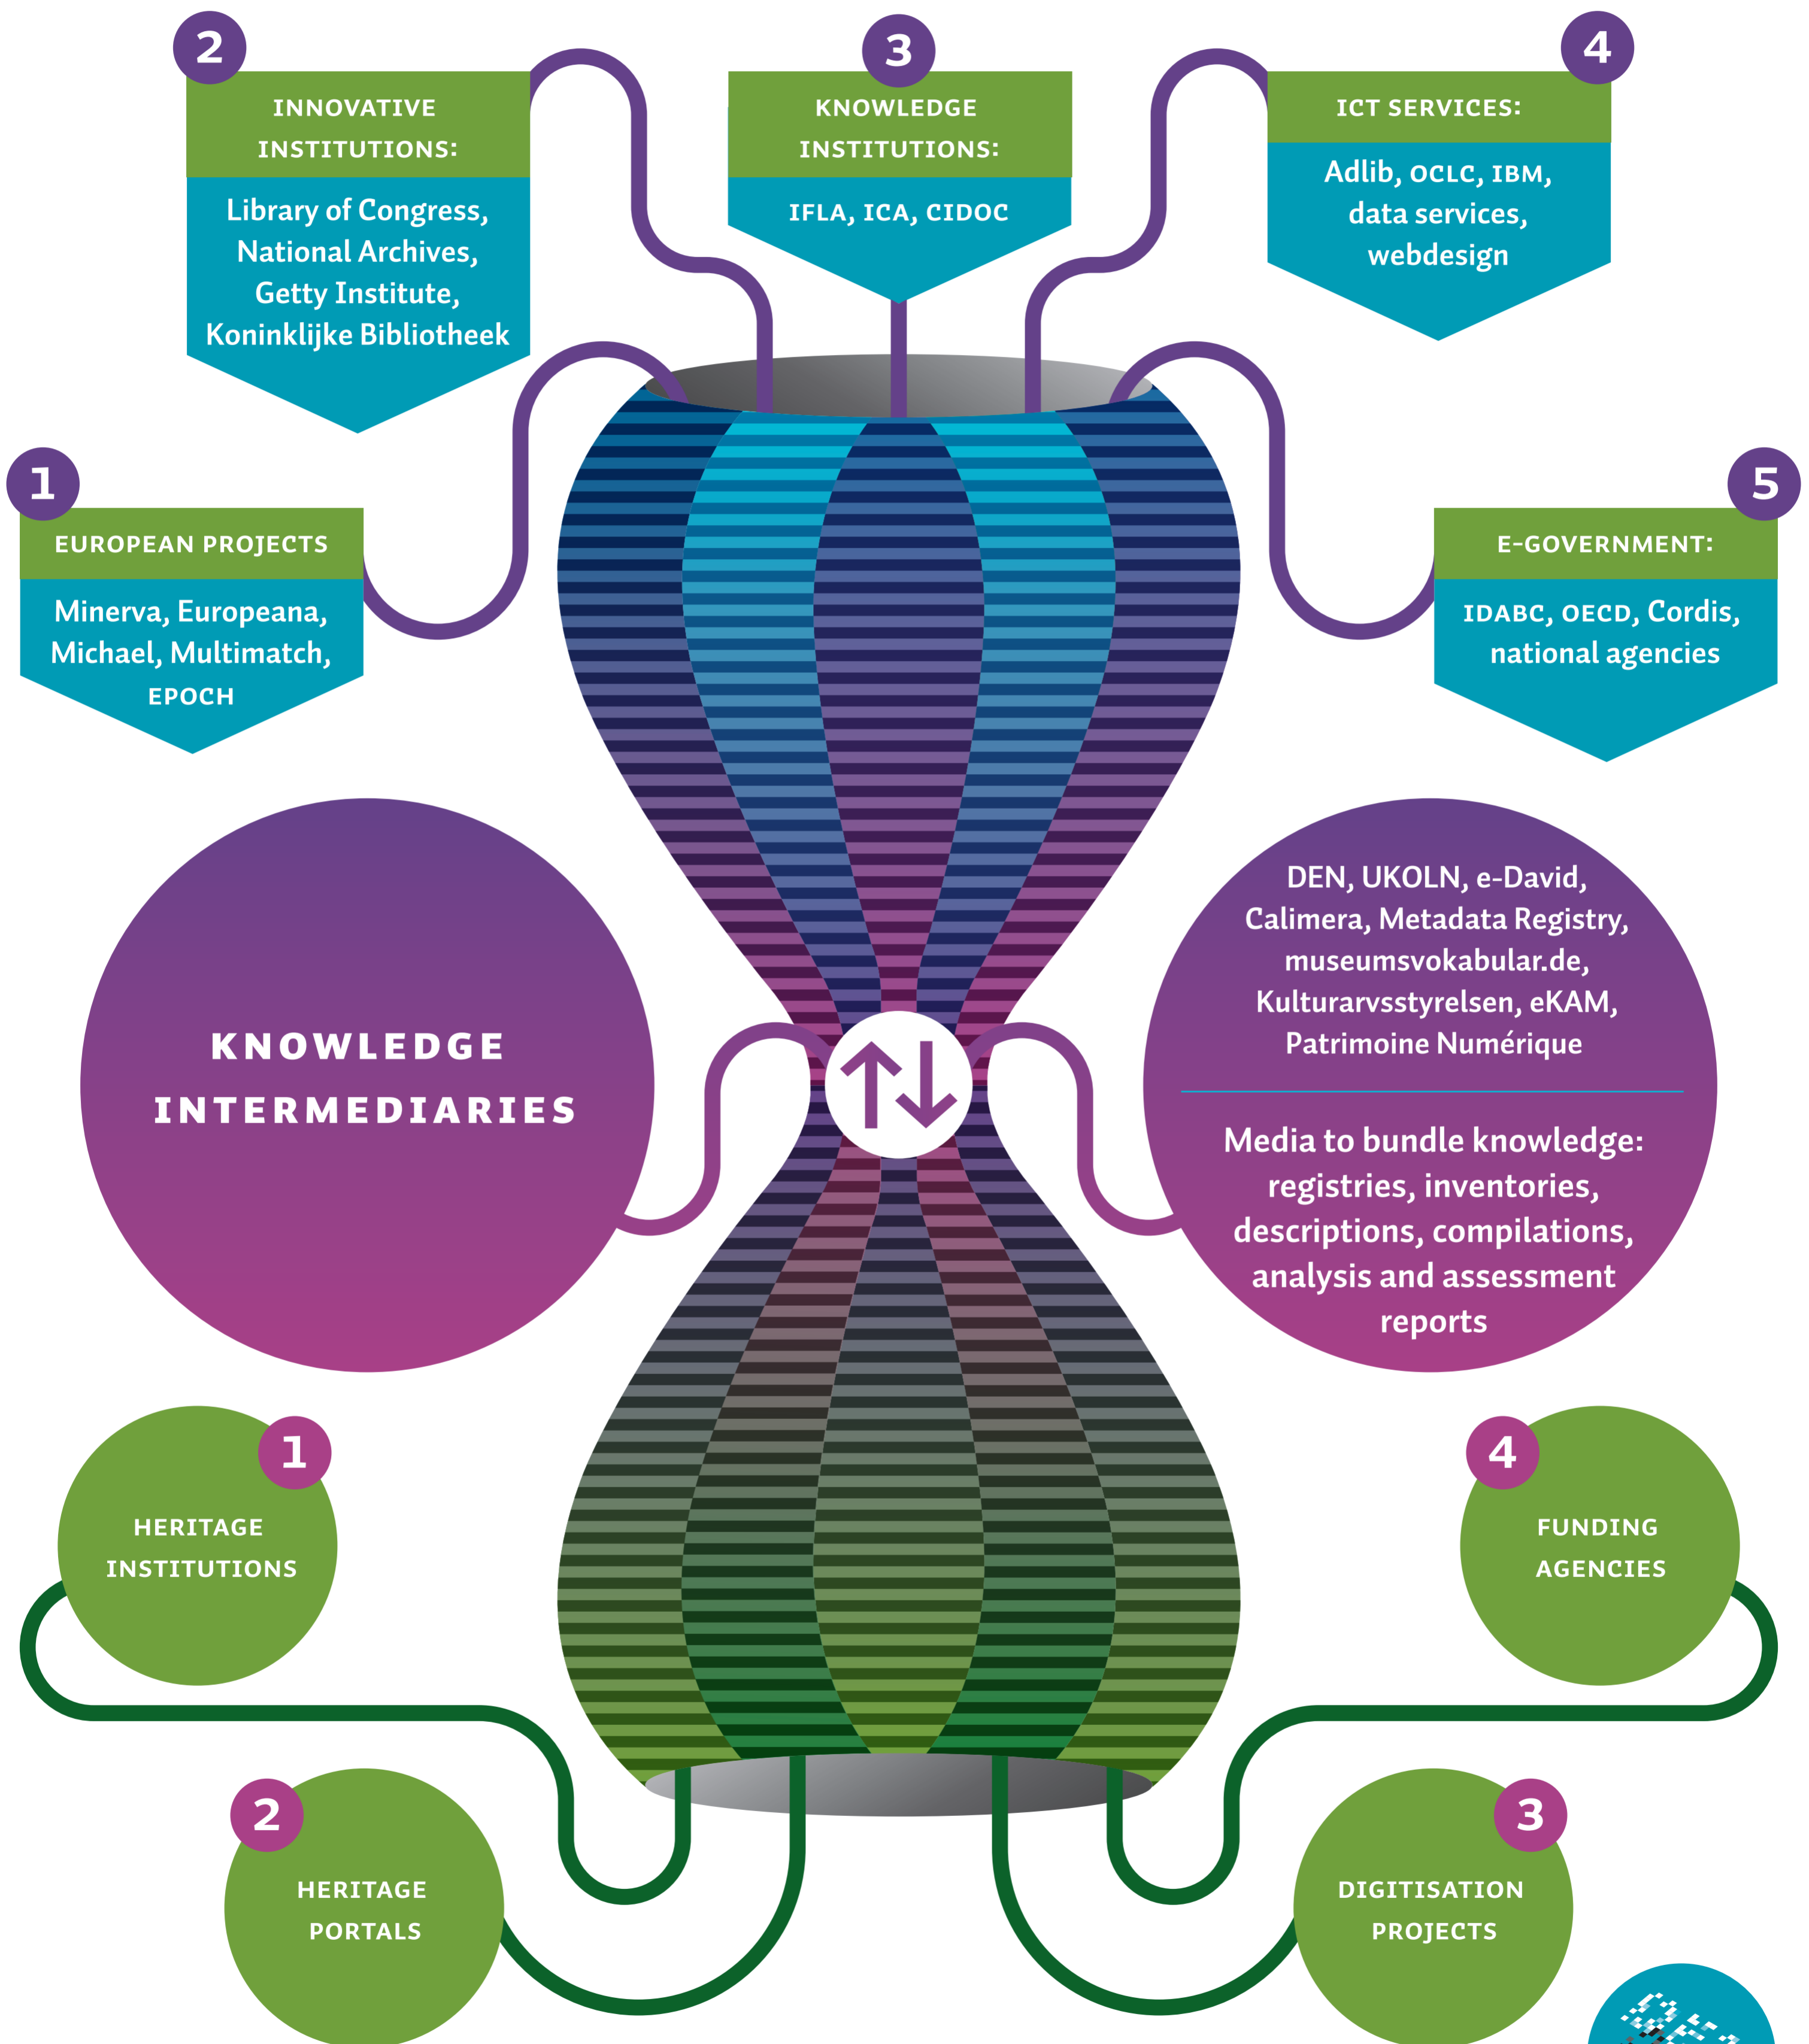 2
INNOVATIVE
INSTITUTIONS:
Library of Congress,
National Archives,
Getty Institute,
Koninklijke Bibliotheek
3
KNOWLEDGE
INSTITUTIONS:
IFLA, ICA, CIDOC
4
ICT SERVICES:
Adlib, OCLC, IBM,
data services,
webdesign
1
EUROPEAN PROJECTS
Minerva, Europeana,
Michael, Multimatch,
EPOCH
5
E-GOVERNMENT:
IDABC, OECD, Cordis,
national agencies
KNOWLEDGE
INTERMEDIARIES
DEN, UKOLN, e-David,
Calimera, Metadata Registry,
museumsvokabular.de,
Kulturarvsstyrelsen, eKAM,
Patrimoine Numérique
Media to bundle knowledge:
registries, inventories,
descriptions, compilations,
analysis and assessment
reports
1
HERITAGE
INSTITUTIONS
4
FUNDING
AGENCIES
2
HERITAGE
PORTALS
3
DIGITISATION
PROJECTS